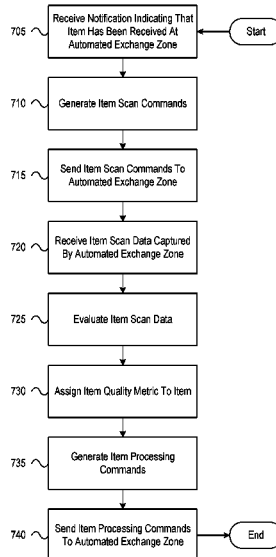 705
Receive Notification Indicating That
Item Has Been Received At
Automated Exchange Zone
Start
710
Generate Item Scan Commands
715
Send Item Scan Commands To
Automated Exchange Zone
720
Receive Item Scan Data Captured
By Automated Exchange Zone
725
Evaluate Item Scan Data
730
Assign Item Quality Metric To Item
735
Generate Item Processing
Commands
740
Send Item Processing Commands
To Automated Exchange Zone
End